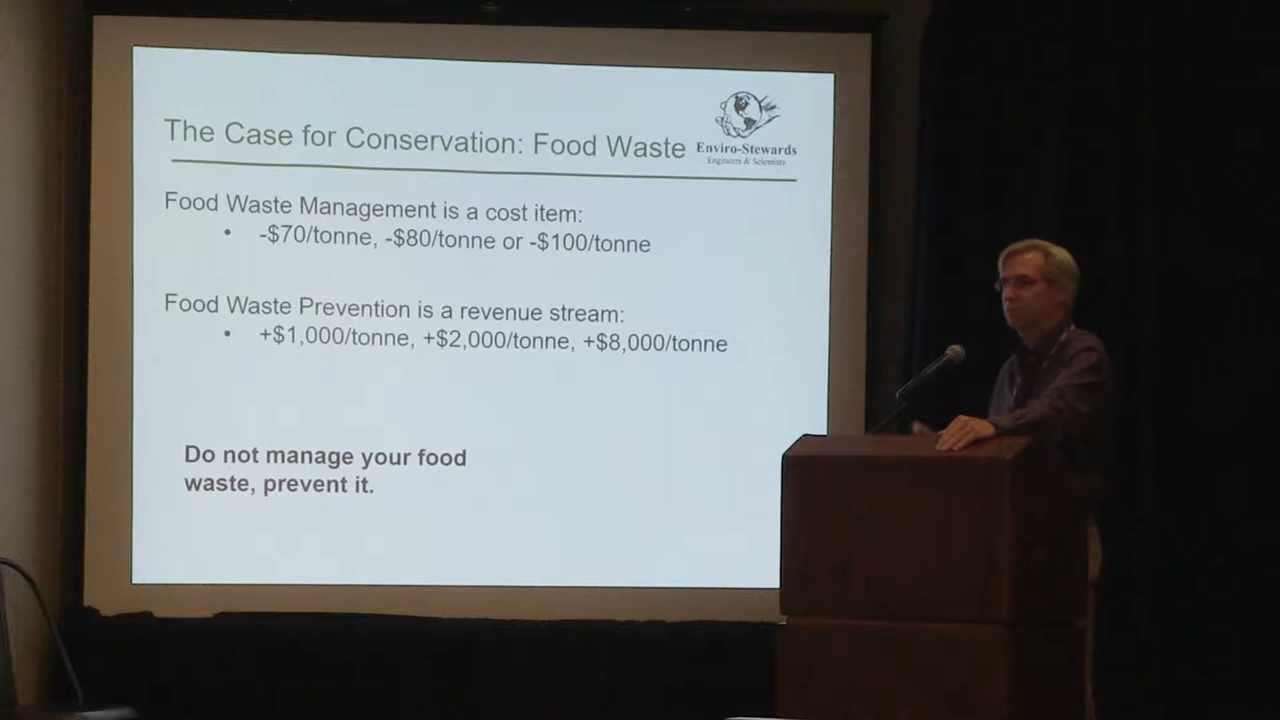 The Case for Conservation: Food Waste
Enviro-Stewards
Engineers & Scientists
Food Waste Management is a cost item:
• -$70/tonne, -$80/tonne or -$100/tonne
Food Waste Prevention is a revenue stream:
• +$1,000/tonne, +$2,000/tonne, +$8,000/tonne
Do not manage your food
waste, prevent it.